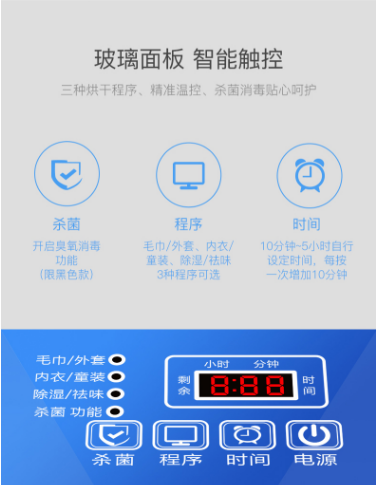 玻璃面板 智能触控
三种烘干程序、精准温控、杀菌消毒贴心呵护
杀菌
开启臭氧消毒
功能
(限黑色款)
程序
毛巾/外套、内衣/
童装、除湿/祛味
3种程序可选
时间
10分钟~5小时自行
设定时间，每按
一次增加10分钟
毛巾/外套
内衣/童装
除湿/祛味
杀菌 功能
小时 分钟
剩余
8:88
时间
杀菌
程序
时间
电源